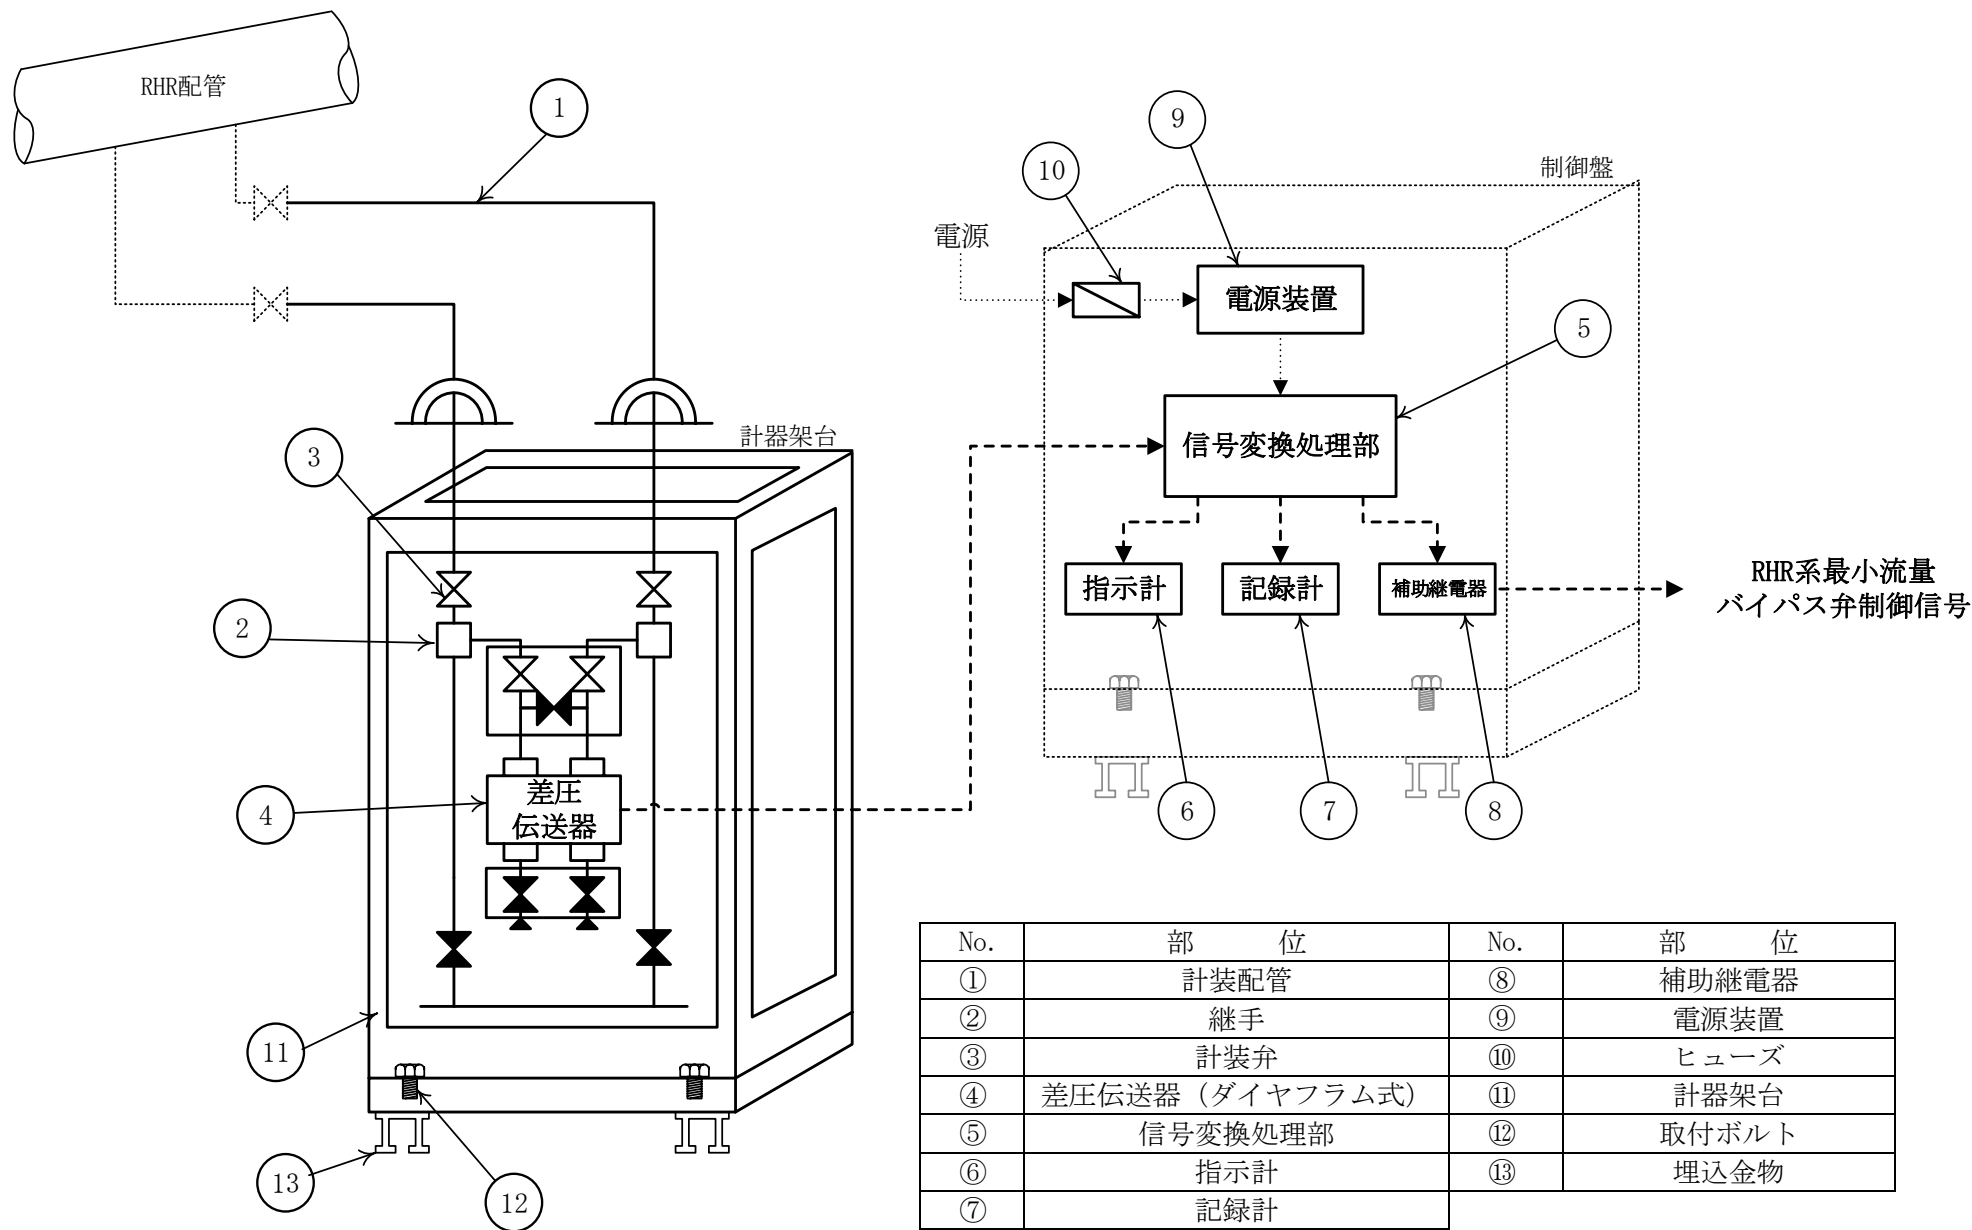 RHR配管
1
9
10
制御盤
電源
電源装置
5
計器架台
3
信号変換処理部
指示計
記録計
補助継電器
RHR系最小流量
バイパス弁制御信号
2
4
差圧
伝送器
6
7
8
11
13
12
No. 部 位 No. 部 位
① 計装配管 ⑧ 補助継電器
② 継手 ⑨ 電源装置
③ 計装弁 ⑩ ヒューズ
④ 差圧伝送器（ダイヤフラム式） ⑪ 計器架台
⑤ 信号変換処理部 ⑫ 取付ボルト
⑥ 指示計 ⑬ 埋込金物
⑦ 記録計